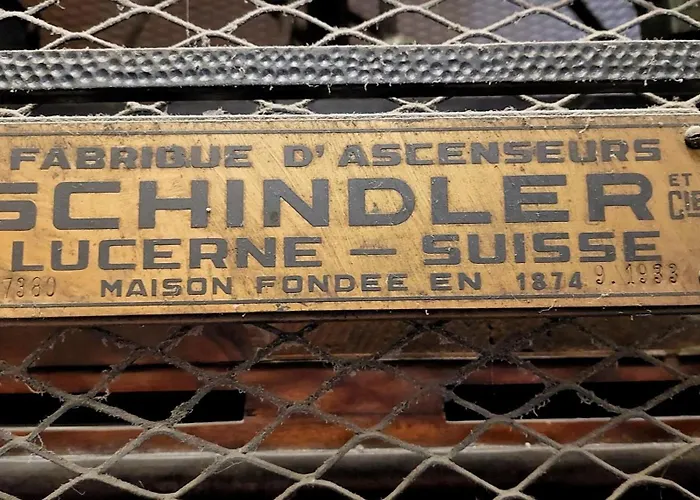 FABRIQUE D'ASCENSEURS
SCHINDLER ET CIE
LUCERNE — SUISSE
7380 MAISON FONDEE EN 1874 9.1933